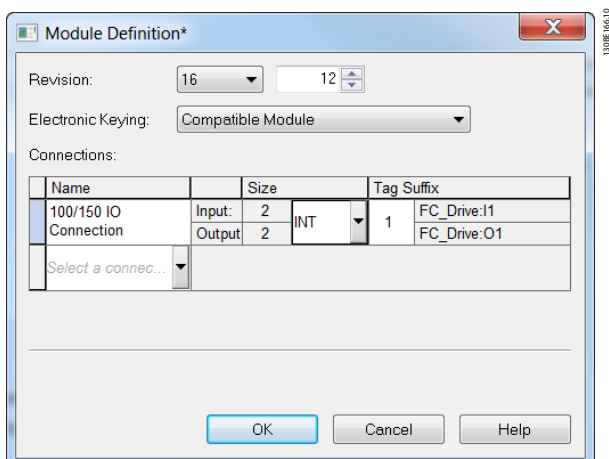 Module Definition*
Revision: 16 12
Electronic Keying: Compatible Module
Connections:
Name Size Tag Suffix
100/150 IO Connection Input: 2 INT 1 FC_Drive:I1
Output 2 FC_Drive:O1
Select a connec...
OK Cancel Help
130BE166.10